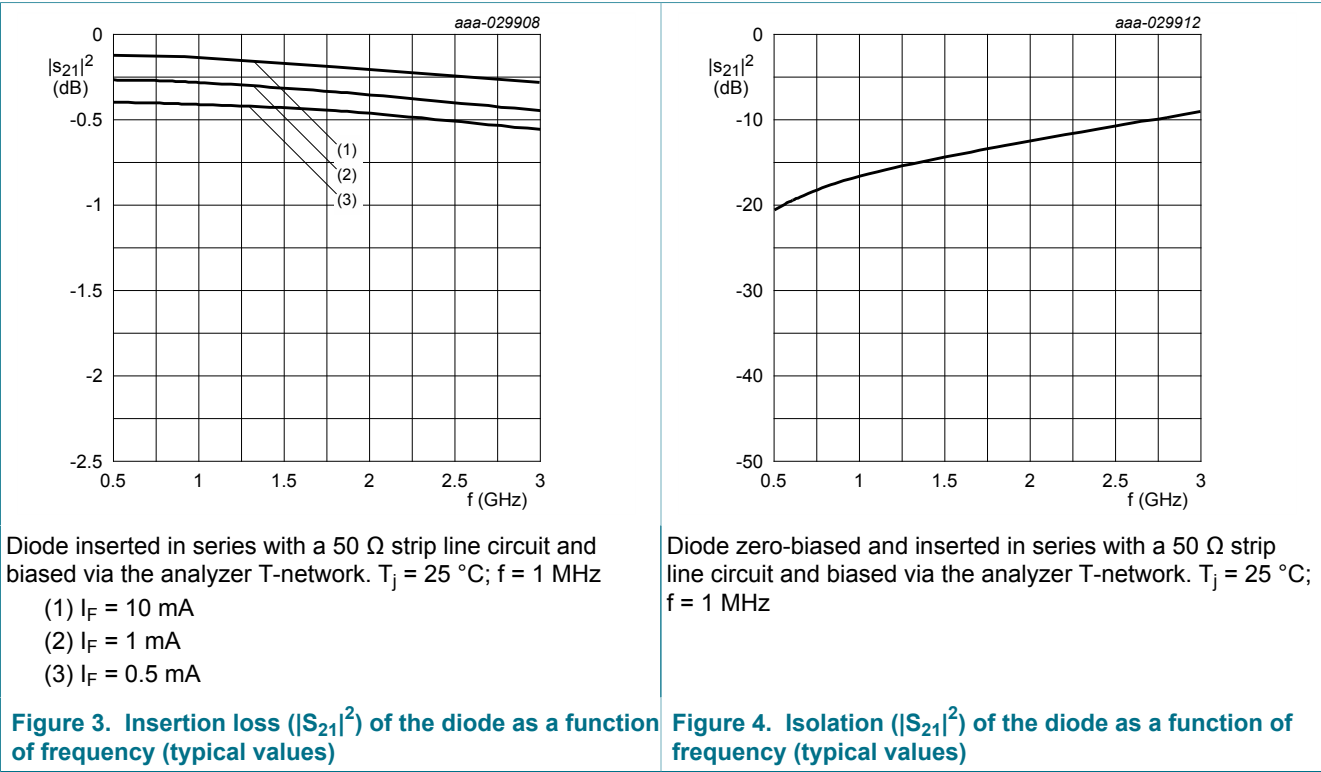 aaa-029908
0
|s21|2
(dB)
-0.5
-1
-1.5
-2
-2.5
(1)
(2)
(3)
0.5 1 1.5 2 2.5 3
f (GHz)
Diode inserted in series with a 50 Ω strip line circuit and
biased via the analyzer T-network. Tj = 25 °C; f = 1 MHz
(1) IF = 10 mA
(2) IF = 1 mA
(3) IF = 0.5 mA
Figure 3. Insertion loss (|S21|2) of the diode as a function
of frequency (typical values)
aaa-029912
0
|s21|2
(dB)
-10
-20
-30
-40
-50
0.5 1 1.5 2 2.5 3
f (GHz)
Diode zero-biased and inserted in series with a 50 Ω strip
line circuit and biased via the analyzer T-network. Tj = 25 °C;
f = 1 MHz
Figure 4. Isolation (|S21|2) of the diode as a function of
frequency (typical values)